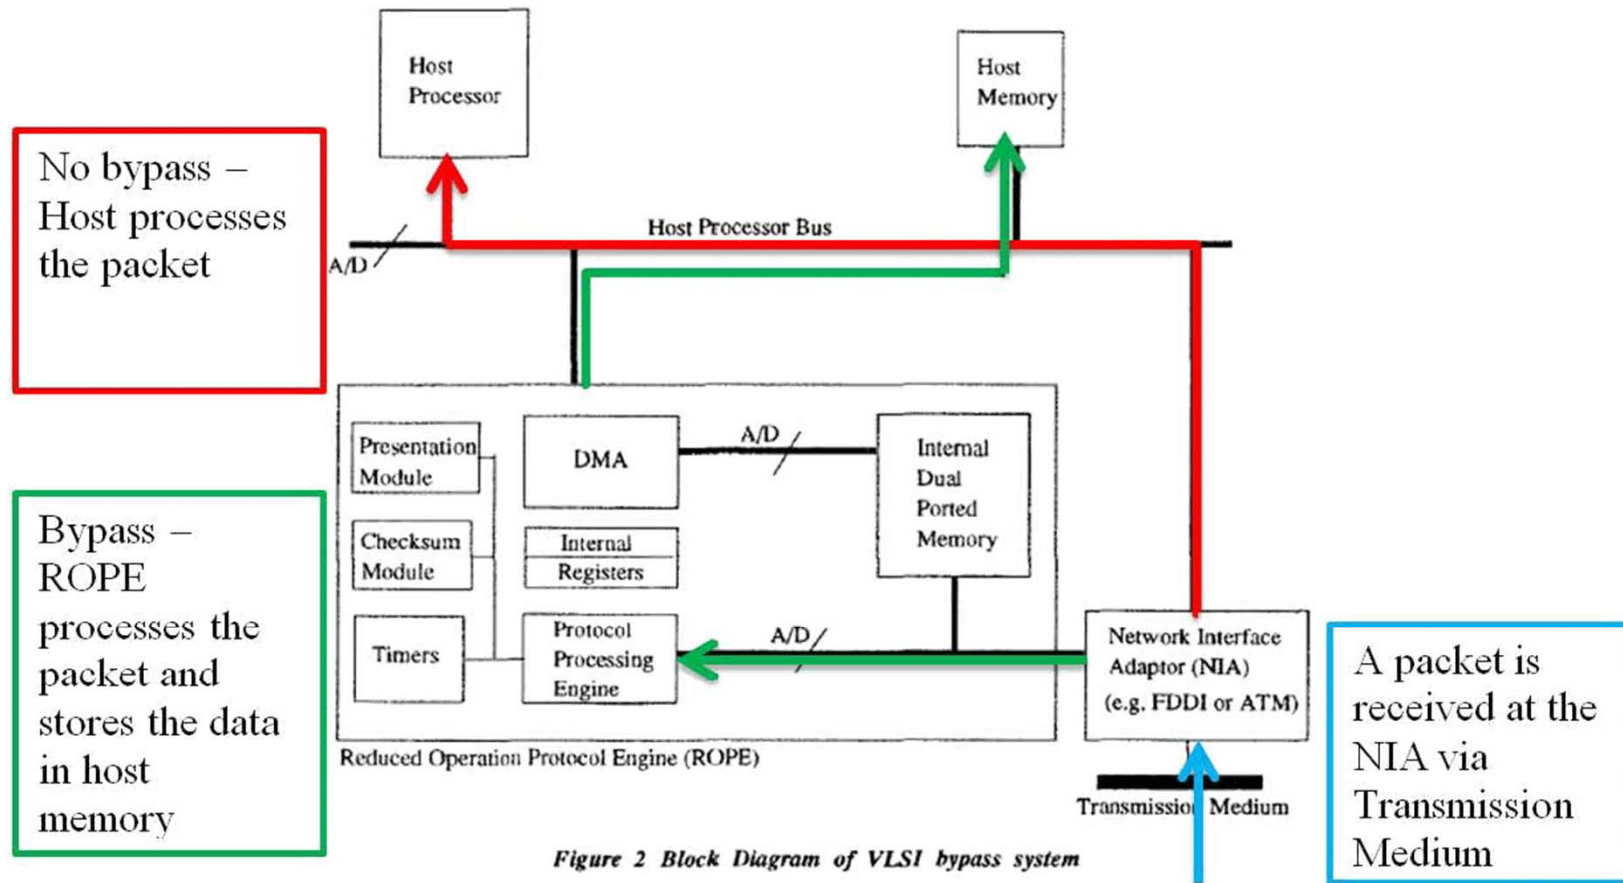 Host
Processor
Host
Memory
No bypass –
Host processes
the packet
Host Processor Bus
A/D
Presentation
Module
DMA
A/D
Internal
Dual
Ported
Memory
Checksum
Module
Internal
Registers
Timers
Protocol
Processing
Engine
A/D
Network Interface
Adaptor (NIA)
(e.g. FDDI or ATM)
Reduced Operation Protocol Engine (ROPE)
Transmission Medium
Bypass –
ROPE
processes the
packet and
stores the data
in host
memory
A packet is
received at the
NIA via
Transmission
Medium
Figure 2 Block Diagram of VLSI bypass system